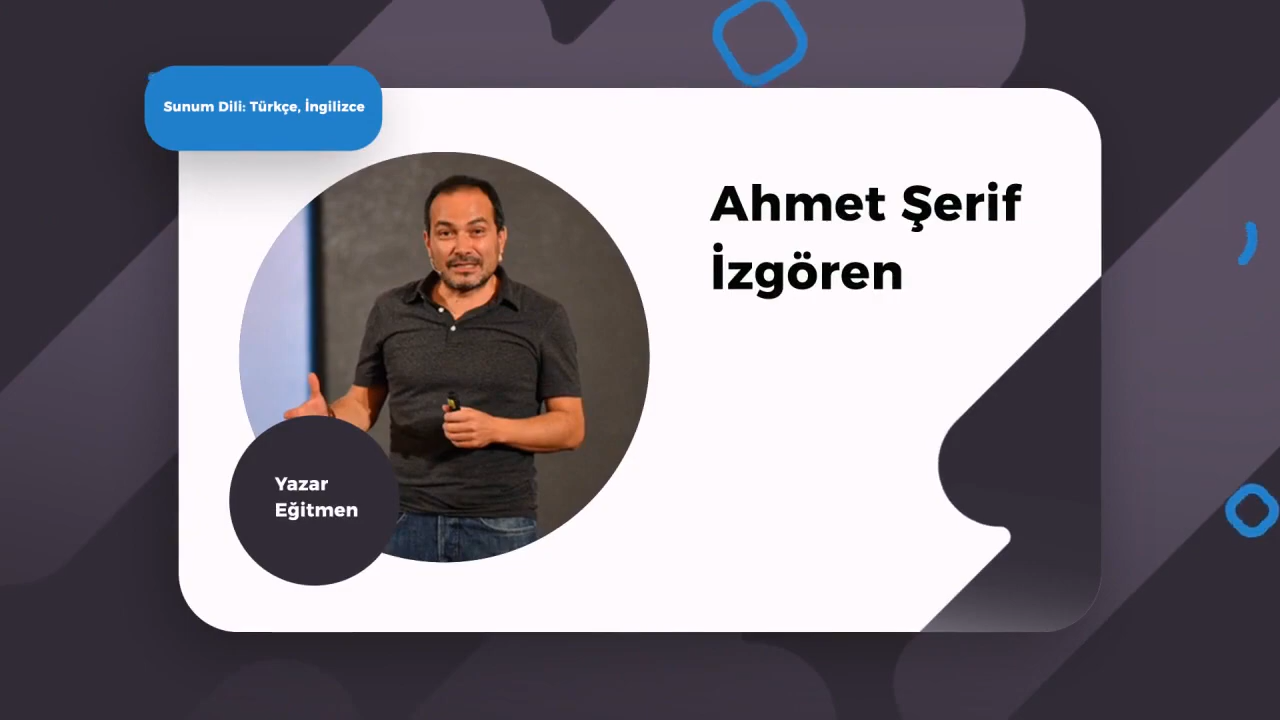 Sunum Dili: Türkçe, İngilizce
Ahmet Şerif
İzgören
Yazar
Eğitmen